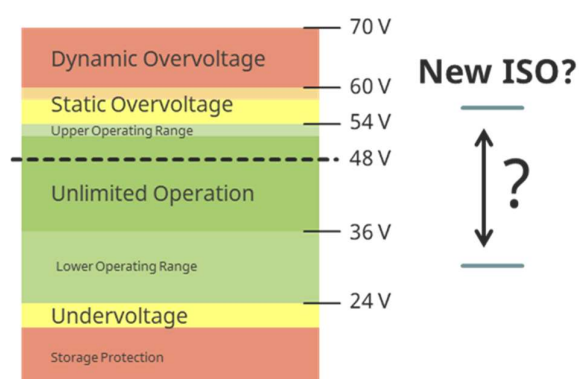 70 V
Dynamic Overvoltage
New ISO?
60 V
Static Overvoltage
54 V
Upper Operating Range
48 V
?
Unlimited Operation
36 V
Lower Operating Range
24 V
Undervoltage
Storage Protection